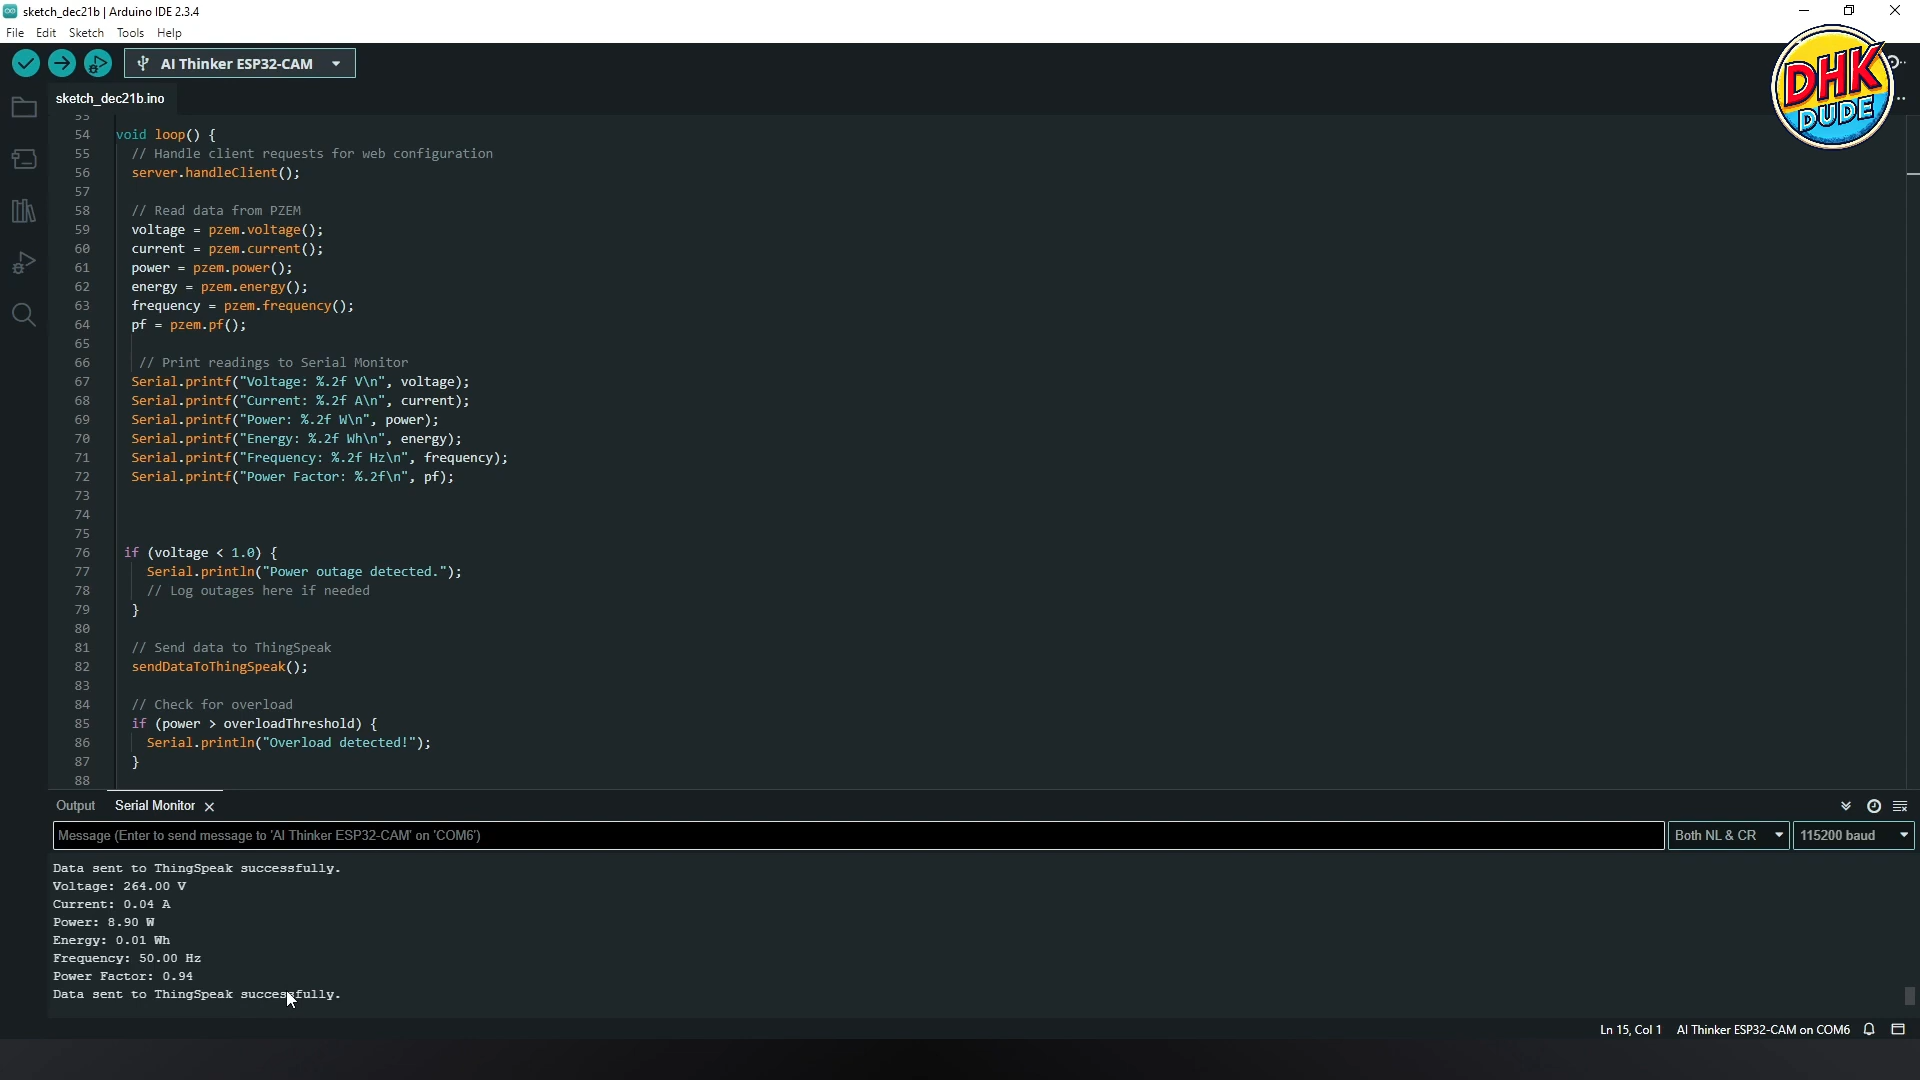 sketch_dec21b | Arduino IDE 2.3.4
File Edit Sketch Tools Help
AI Thinker ESP32-CAM
DHK
DUDE
sketch_dec21b.ino
53
54 void loop() {
55 // Handle client requests for web configuration
56 server.handleClient();
57
58 // Read data from PZEM
59 voltage = pzem.voltage();
60 current = pzem.current();
61 power = pzem.power();
62 energy = pzem.energy();
63 frequency = pzem.frequency();
64 pf = pzem.pf();
65
66 // Print readings to Serial Monitor
67 Serial.printf("Voltage: %.2f V\n", voltage);
68 Serial.printf("Current: %.2f A\n", current);
69 Serial.printf("Power: %.2f W\n", power);
70 Serial.printf("Energy: %.2f Wh\n", energy);
71 Serial.printf("Frequency: %.2f Hz\n", frequency);
72 Serial.printf("Power Factor: %.2f\n", pf);
73
74
75
76 if (voltage < 1.0) {
77 Serial.println("Power outage detected.");
78 // Log outages here if needed
79 }
80
81 // Send data to ThingSpeak
82 sendDataToThingSpeak();
83
84 // Check for overload
85 if (power > overloadThreshold) {
86 Serial.println("Overload detected!");
87 }
88
Output Serial Monitor
Message (Enter to send message to 'AI Thinker ESP32-CAM' on 'COM6') Both NL & CR 115200 baud
Data sent to ThingSpeak successfully.
Voltage: 264.00 V
Current: 0.04 A
Power: 8.90 W
Energy: 0.01 Wh
Frequency: 50.00 Hz
Power Factor: 0.94
Data sent to ThingSpeak successfully.
Ln 15, Col 1 AI Thinker ESP32-CAM on COM6